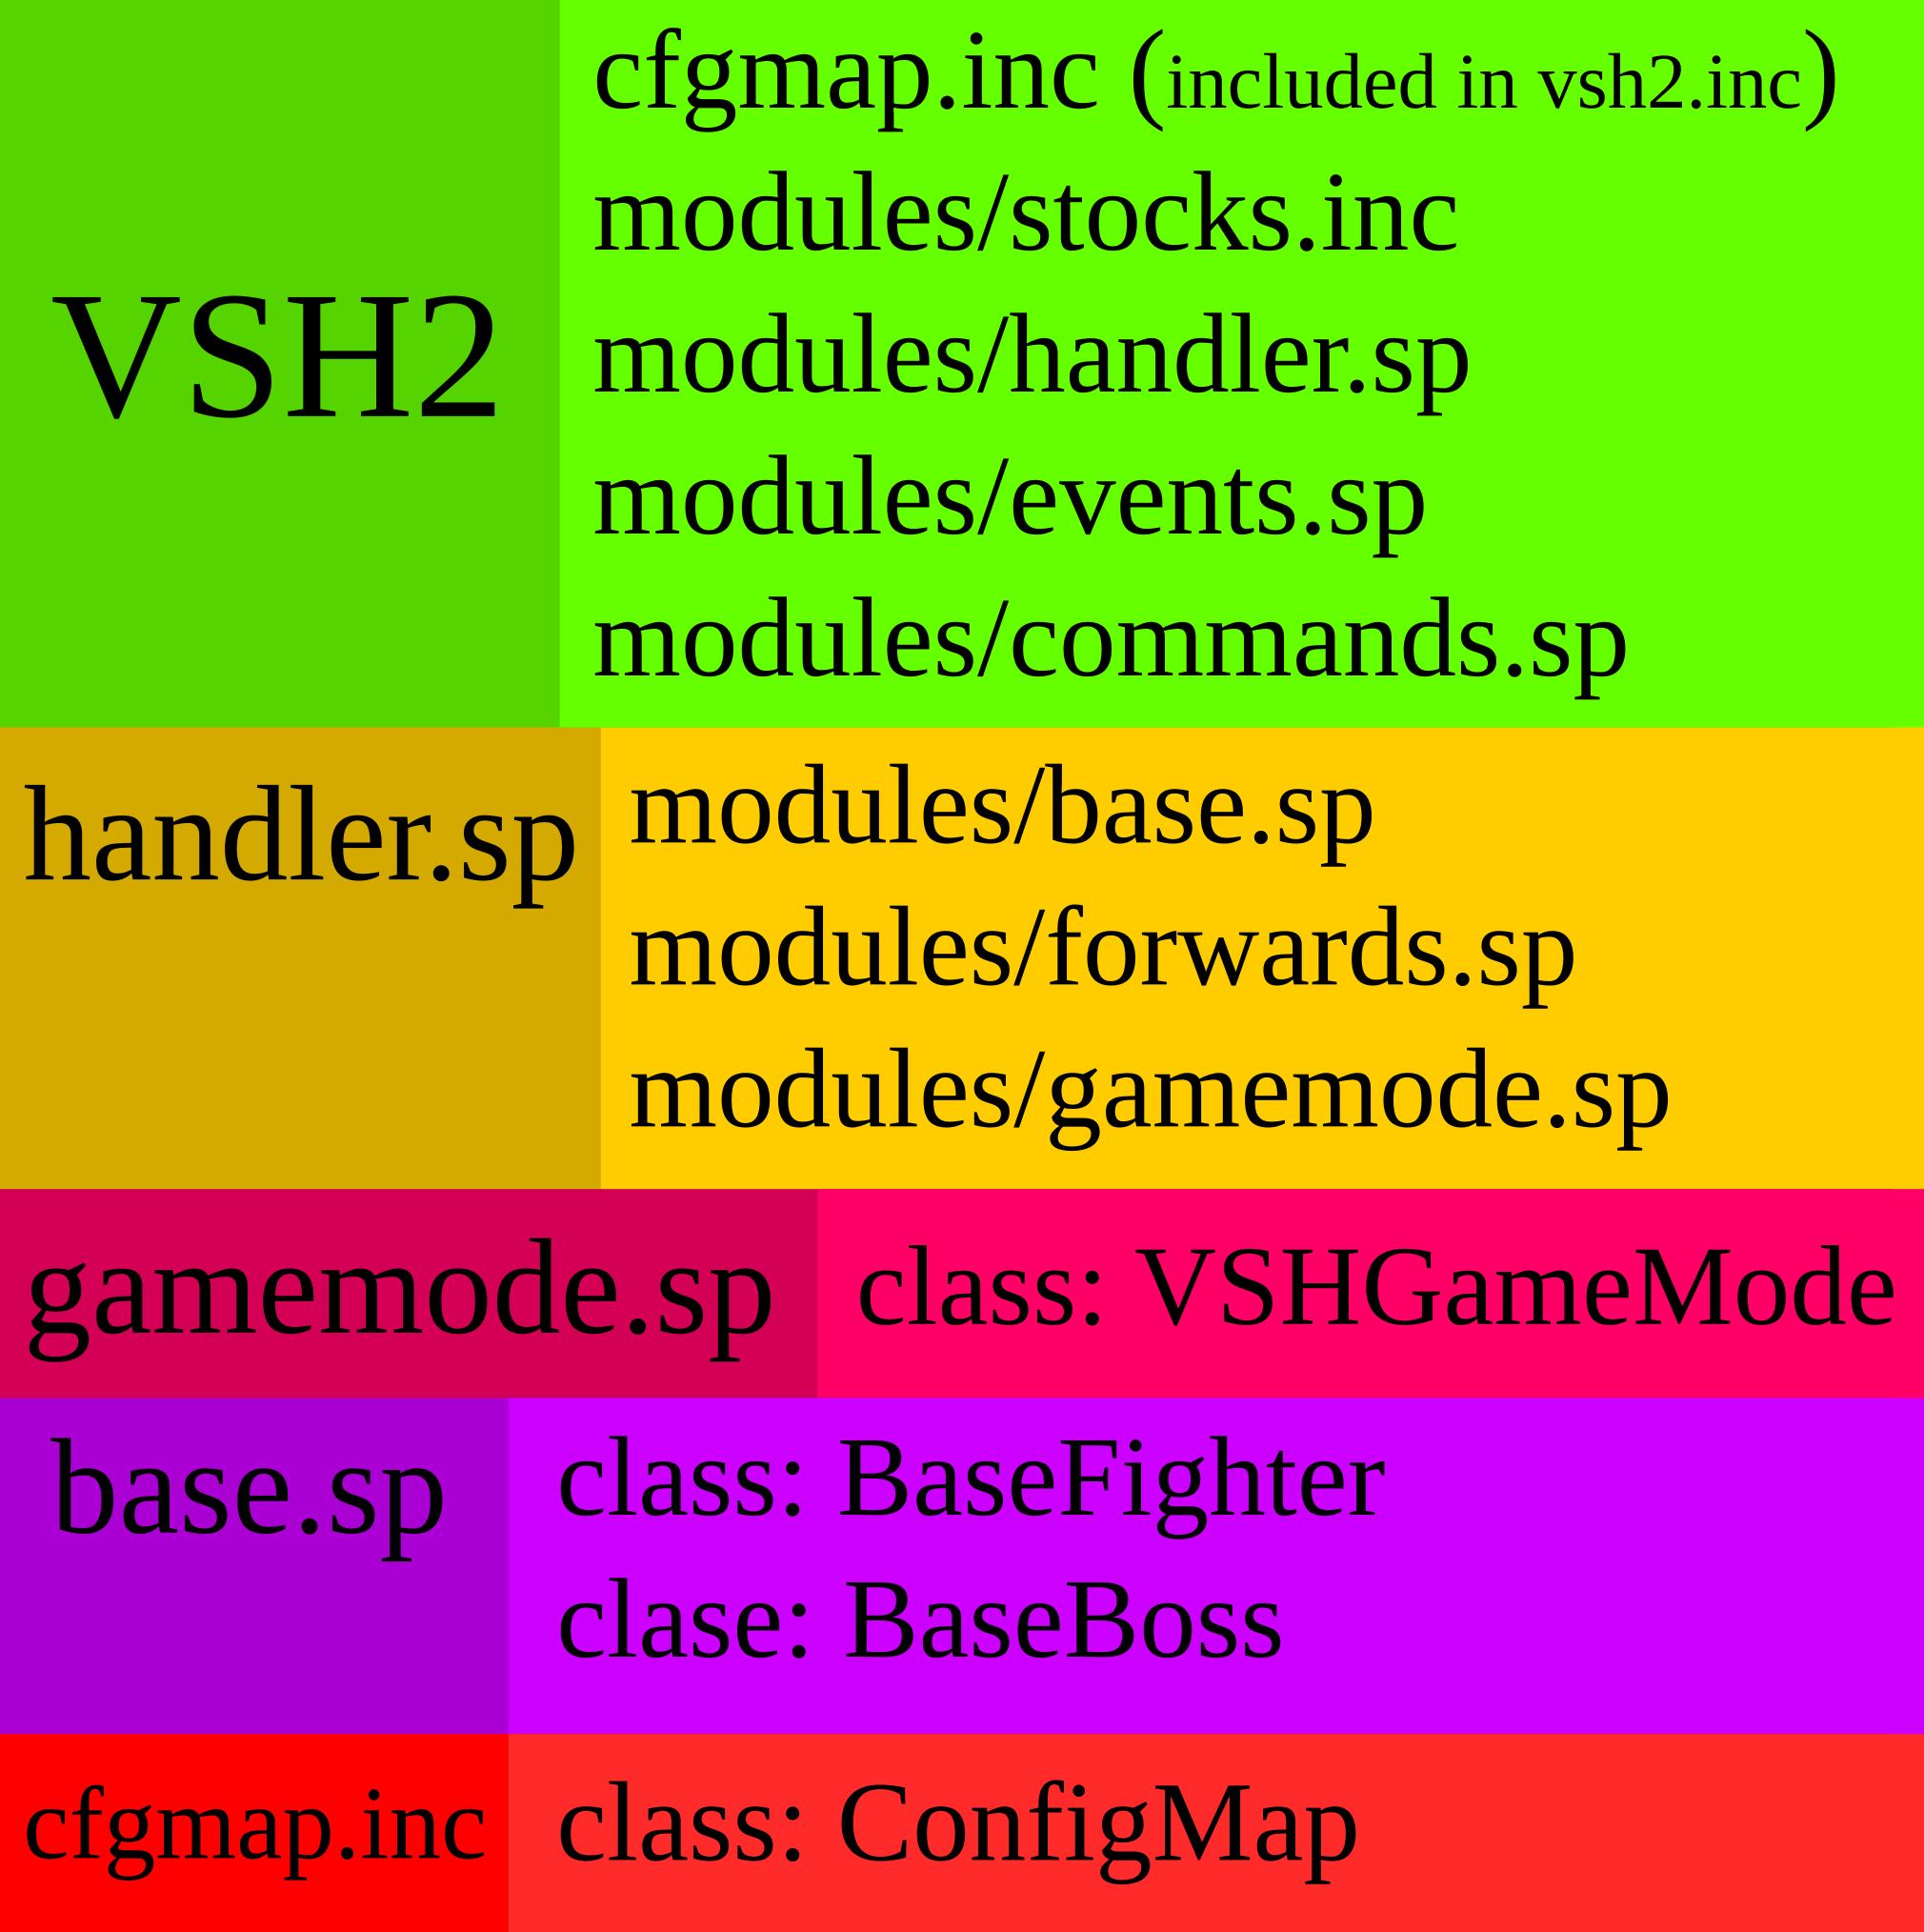 VSH2
cfgmap.inc (included in vsh2.inc)
modules/stocks.inc
modules/handler.sp
modules/events.sp
modules/commands.sp
handler.sp
modules/base.sp
modules/forwards.sp
modules/gamemode.sp
gamemode.sp
class: VSHGameMode
base.sp
class: BaseFighter
clase: BaseBoss
cfgmap.inc
class: ConfigMap